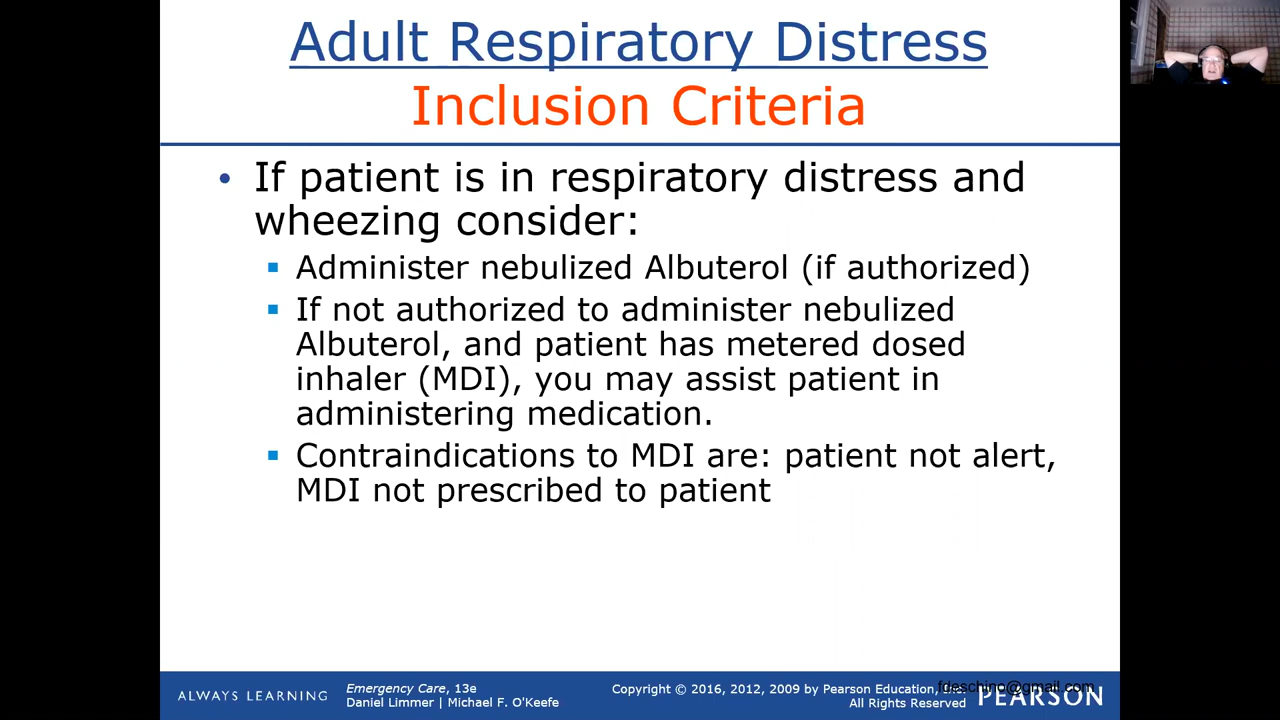 Adult Respiratory Distress
Inclusion Criteria
• If patient is in respiratory distress and
wheezing consider:
▪ Administer nebulized Albuterol (if authorized)
▪ If not authorized to administer nebulized
Albuterol, and patient has metered dosed
inhaler (MDI), you may assist patient in
administering medication.
▪ Contraindications to MDI are: patient not alert,
MDI not prescribed to patient
ALWAYS LEARNING
Emergency Care, 13e
Daniel Limmer | Michael F. O'Keefe
Copyright © 2016, 2012, 2009 by Pearson Education, Inc.
All Rights Reserved
fdeschino@gmail.com
PEARSON